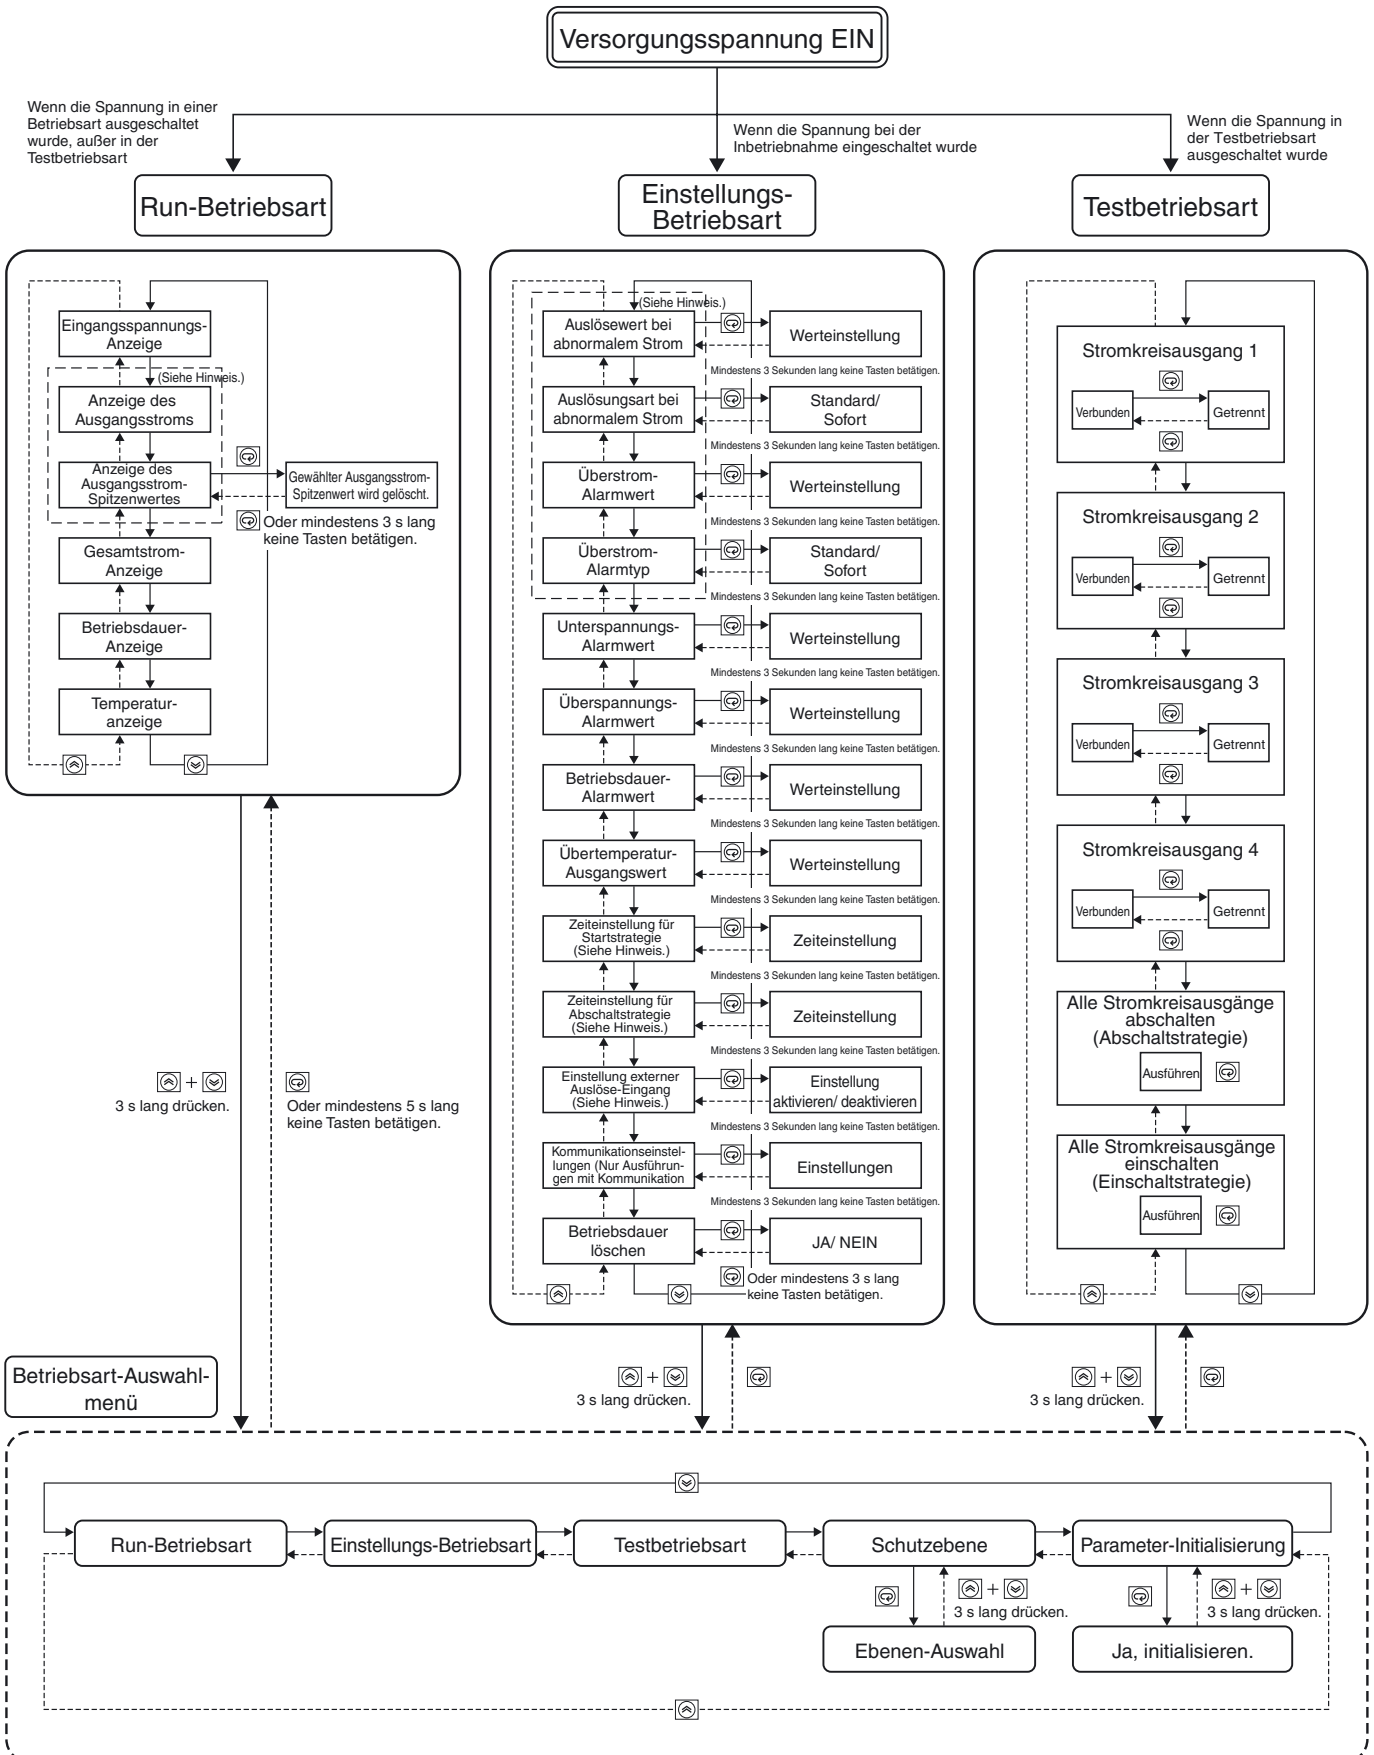 Versorgungsspannung EIN
Wenn die Spannung in einer
Betriebsart ausgeschaltet
wurde, außer in der
Testbetriebsart
Wenn die Spannung bei der
Inbetriebnahme eingeschaltet wurde
Wenn die Spannung in
der Testbetriebsart
ausgeschaltet wurde
Run-Betriebsart
Einstellungs-
Betriebsart
Testbetriebsart
Eingangsspannungs-
Anzeige
(Siehe Hinweis.)
Anzeige des
Ausgangsstroms
Anzeige des
Ausgangsstrom-
Spitzenwertes
Gewählter Ausgangsstrom-
Spitzenwert wird gelöscht.
Oder mindestens 3 s lang
keine Tasten betätigen.
Gesamtstrom-
Anzeige
Betriebsdauer-
Anzeige
Temperatur-
anzeige
(Siehe Hinweis.)
Auslösewert bei
abnormalem Strom
Werteinstellung
Mindestens 3 Sekunden lang keine Tasten betätigen.
Auslösungsart bei
abnormalem Strom
Standard/
Sofort
Mindestens 3 Sekunden lang keine Tasten betätigen.
Überstrom-
Alarmwert
Werteinstellung
Mindestens 3 Sekunden lang keine Tasten betätigen.
Überstrom-
Alarmtyp
Standard/
Sofort
Mindestens 3 Sekunden lang keine Tasten betätigen.
Unterspannungs-
Alarmwert
Werteinstellung
Mindestens 3 Sekunden lang keine Tasten betätigen.
Überspannungs-
Alarmwert
Werteinstellung
Mindestens 3 Sekunden lang keine Tasten betätigen.
Betriebsdauer-
Alarmwert
Werteinstellung
Mindestens 3 Sekunden lang keine Tasten betätigen.
Übertemperatur-
Ausgangswert
Werteinstellung
Mindestens 3 Sekunden lang keine Tasten betätigen.
Zeiteinstellung für
Startstrategie
(Siehe Hinweis.)
Zeiteinstellung
Mindestens 3 Sekunden lang keine Tasten betätigen.
Zeiteinstellung für
Abschaltstrategie
(Siehe Hinweis.)
Zeiteinstellung
Mindestens 3 Sekunden lang keine Tasten betätigen.
Einstellung externer
Auslöse-Eingang
(Siehe Hinweis.)
Einstellung
aktivieren/ deaktivieren
Mindestens 3 Sekunden lang keine Tasten betätigen.
Kommunikationseinstel-
lungen (Nur Ausführun-
gen mit Kommunikation
Einstellungen
Mindestens 3 Sekunden lang keine Tasten betätigen.
Betriebsdauer
löschen
JA/ NEIN
Oder mindestens 3 s lang
keine Tasten betätigen.
Stromkreisausgang 1
Verbunden
Getrennt
Stromkreisausgang 2
Verbunden
Getrennt
Stromkreisausgang 3
Verbunden
Getrennt
Stromkreisausgang 4
Verbunden
Getrennt
Alle Stromkreisausgänge
abschalten
(Abschaltstrategie)
Ausführen
Alle Stromkreisausgänge
einschalten
(Einschaltstrategie)
Ausführen
+
3 s lang drücken.
Oder mindestens 5 s lang
keine Tasten betätigen.
+
3 s lang drücken.
+
3 s lang drücken.
Betriebsart-Auswahl-
menü
Run-Betriebsart
Einstellungs-Betriebsart
Testbetriebsart
Schutzebene
Parameter-Initialisierung
+
3 s lang drücken.
+
3 s lang drücken.
Ebenen-Auswahl
Ja, initialisieren.